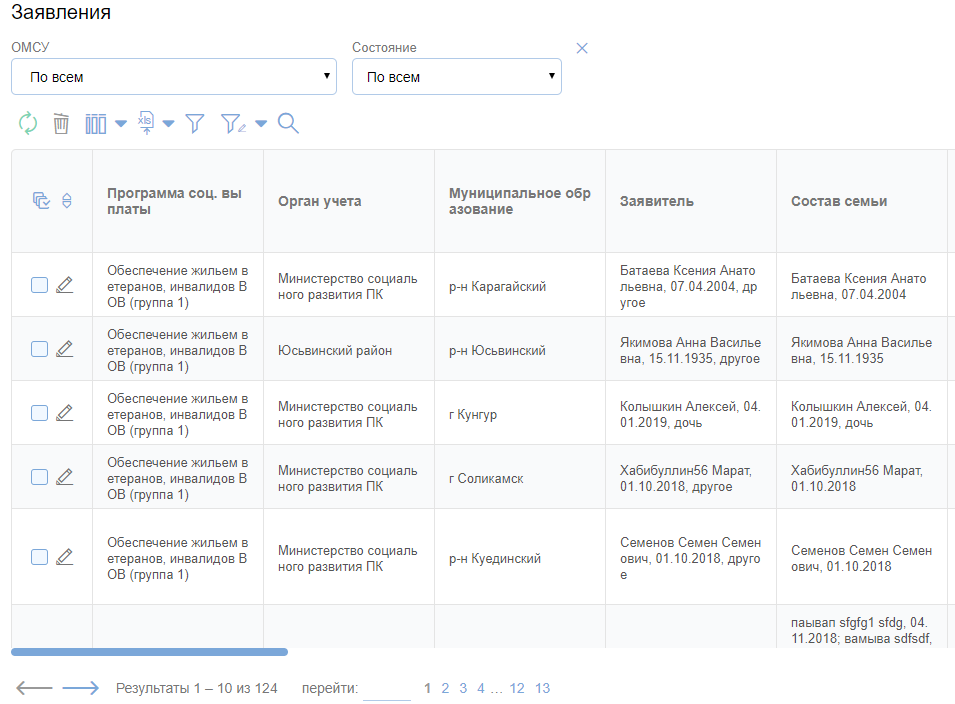 Заявления
ОМСУ
Состояние
По всем
По всем
xls
Программа соц. вы
платы
Орган учета
Муниципальное обр
азование
Заявитель
Состав семьи
Обеспечение жильем в
етеранов, инвалидов В
ОВ (группа 1)
Министерство социаль
ного развития ПК
р-н Карагайский
Батаева Ксения Анато
льевна, 07.04.2004, др
угое
Батаева Ксения Анато
льевна, 07.04.2004
Обеспечение жильем в
етеранов, инвалидов В
ОВ (группа 1)
Юсьвинский район
р-н Юсьвинский
Якимова Анна Василье
вна, 15.11.1935, другое
Якимова Анна Василье
вна, 15.11.1935
Обеспечение жильем в
етеранов, инвалидов В
ОВ (группа 1)
Министерство социаль
ного развития ПК
г Кунгур
Колышкин Алексей, 04.
01.2019, дочь
Колышкин Алексей, 04.
01.2019, дочь
Обеспечение жильем в
етеранов, инвалидов В
ОВ (группа 1)
Министерство социаль
ного развития ПК
г Соликамск
Хабибуллин56 Марат,
01.10.2018, другое
Хабибуллин56 Марат,
01.10.2018
Обеспечение жильем в
етеранов, инвалидов В
ОВ (группа 1)
Министерство социаль
ного развития ПК
р-н Куединский
Семенов Семен Семен
ович, 01.10.2018, друго
е
Семенов Семен Семен
ович, 01.10.2018
паывап sfgfg1 sfdg, 04.
11.2018; вамыва sdfsdf,
Результаты 1 – 10 из 124 перейти: 1 2 3 4 ... 12 13